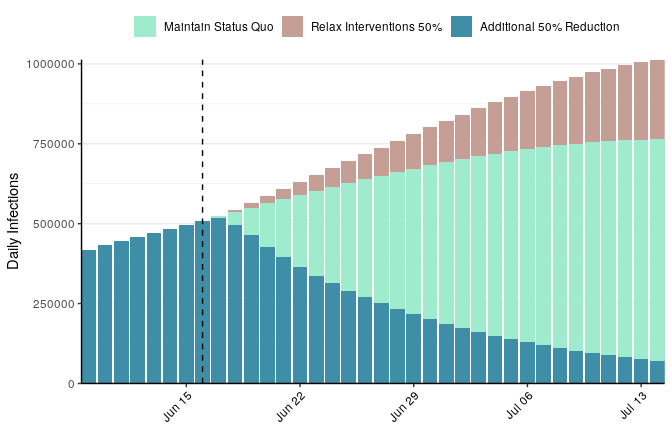 Maintain Status Quo Relax Interventions 50% Additional 50% Reduction
1000000
750000
500000
250000
0
Daily Infections
Jun 15 Jun 22 Jun 29 Jul 06 Jul 13